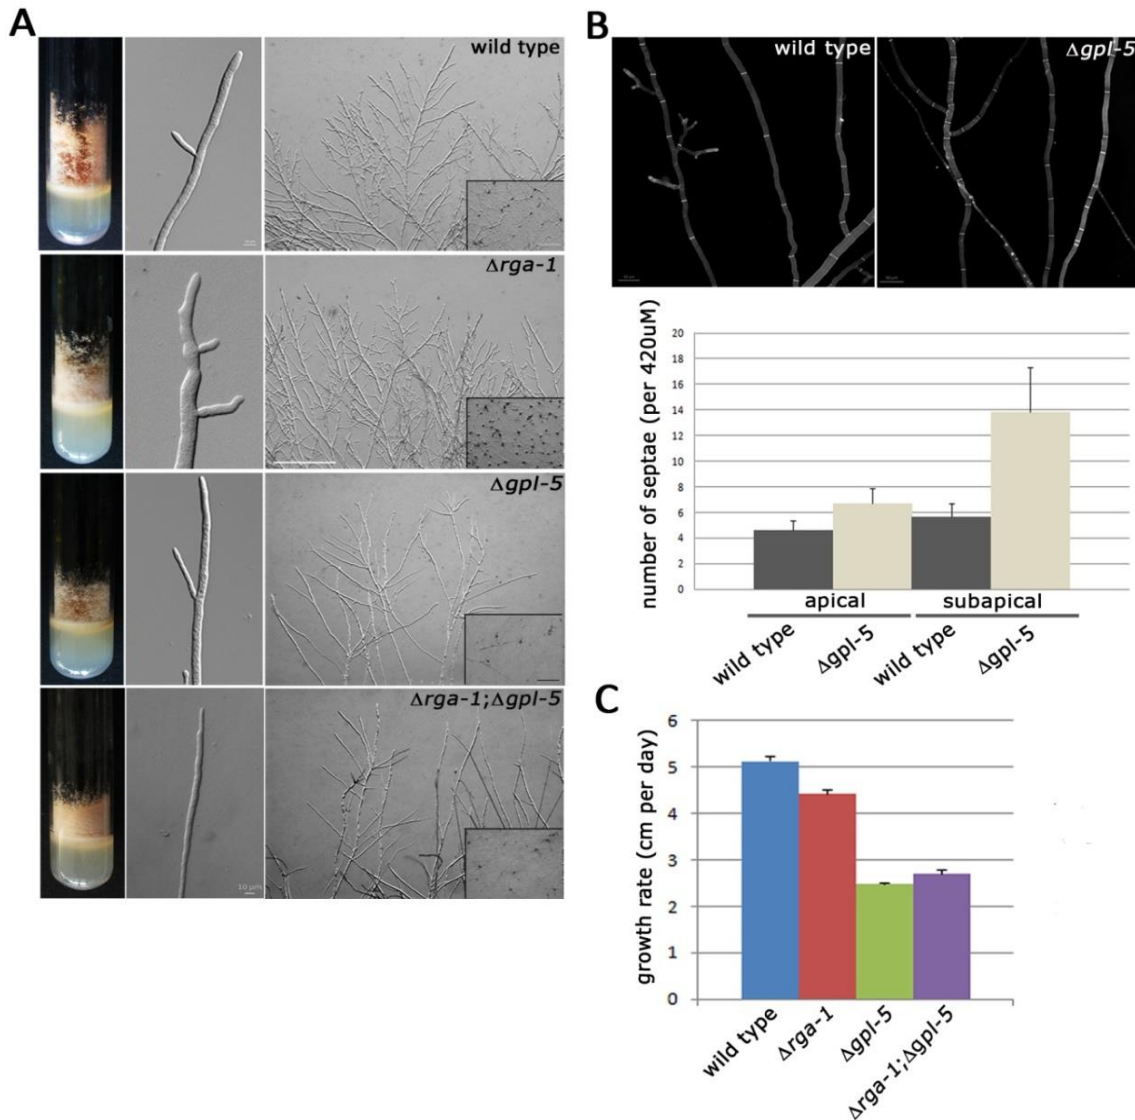 A
wild type
Δrga-1
Δgpl-5
Δrga-1;Δgpl-5
10 µm
B
wild type
Δgpl-5
number of septae (per 420uM)
20
18
16
14
12
10
8
6
4
2
0
apical
subapical
wild type
Δgpl-5
wild type
Δgpl-5
C
growth rate (cm per day)
6
5
4
3
2
1
0
wild type
Δrga-1
Δgpl-5
Δrga-1;Δgpl-5